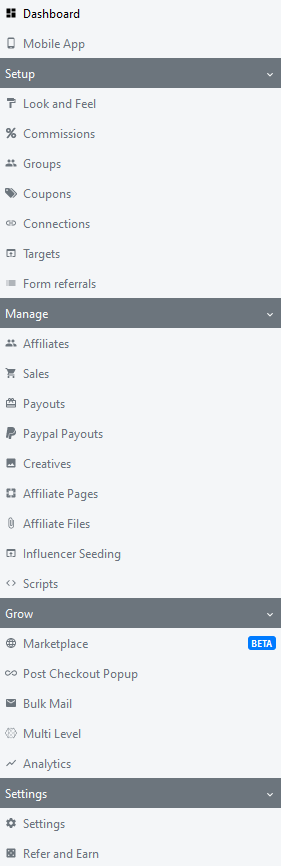 Dashboard
Mobile App
Setup
Look and Feel
Commissions
Groups
Coupons
Connections
Targets
Form referrals
Manage
Affiliates
Sales
Payouts
Paypal Payouts
Creatives
Affiliate Pages
Affiliate Files
Influencer Seeding
Scripts
Grow
Marketplace BETA
Post Checkout Popup
Bulk Mail
Multi Level
Analytics
Settings
Settings
Refer and Earn